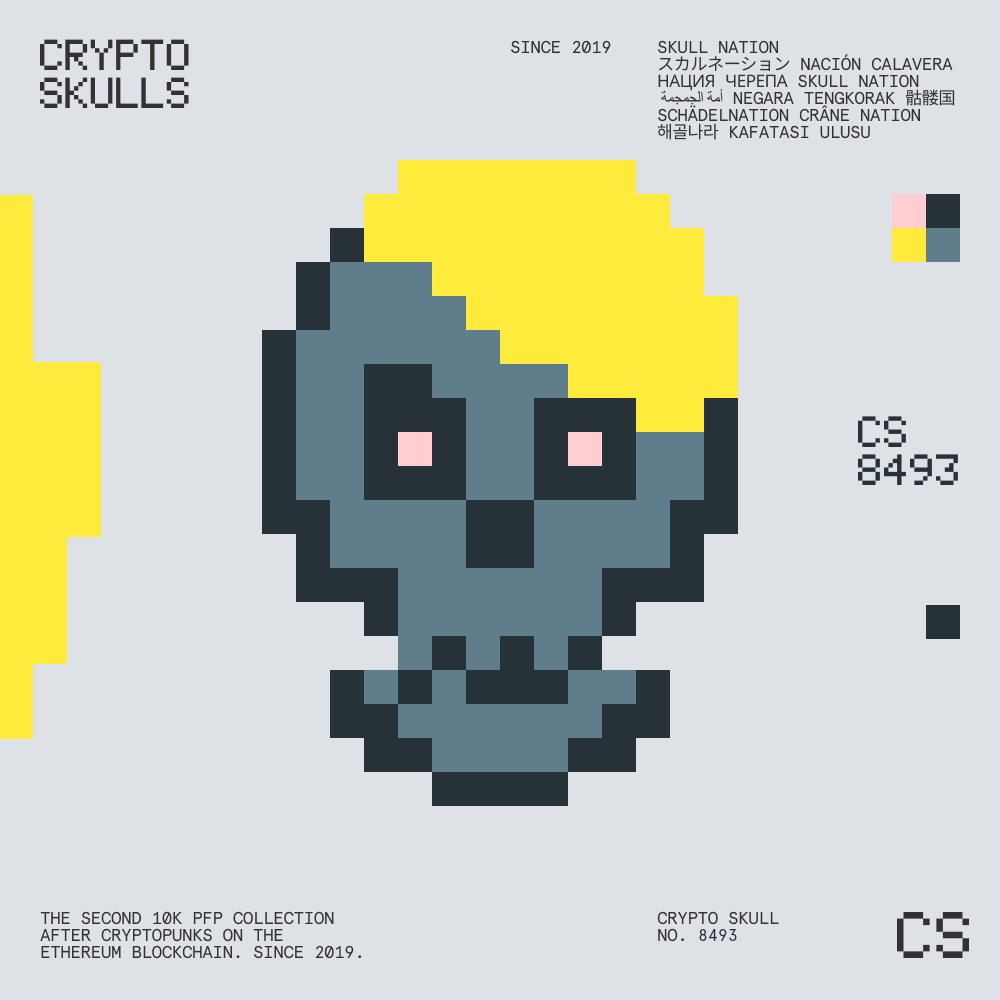 CRYPTO
SKULLS
SINCE 2019
SKULL NATION
スカルネーション NACIÓN CALAVERA
НАЦИЯ ЧЕРЕПА SKULL NATION
أمة الجمجمة NEGARA TENGKORAK 骷髅国
SCHÄDELNATION CRÂNE NATION
해골나라 KAFATASI ULUSU
CS
8493
THE SECOND 10K PFP COLLECTION
AFTER CRYPTOPUNKS ON THE
ETHEREUM BLOCKCHAIN. SINCE 2019.
CRYPTO SKULL
NO. 8493
CS